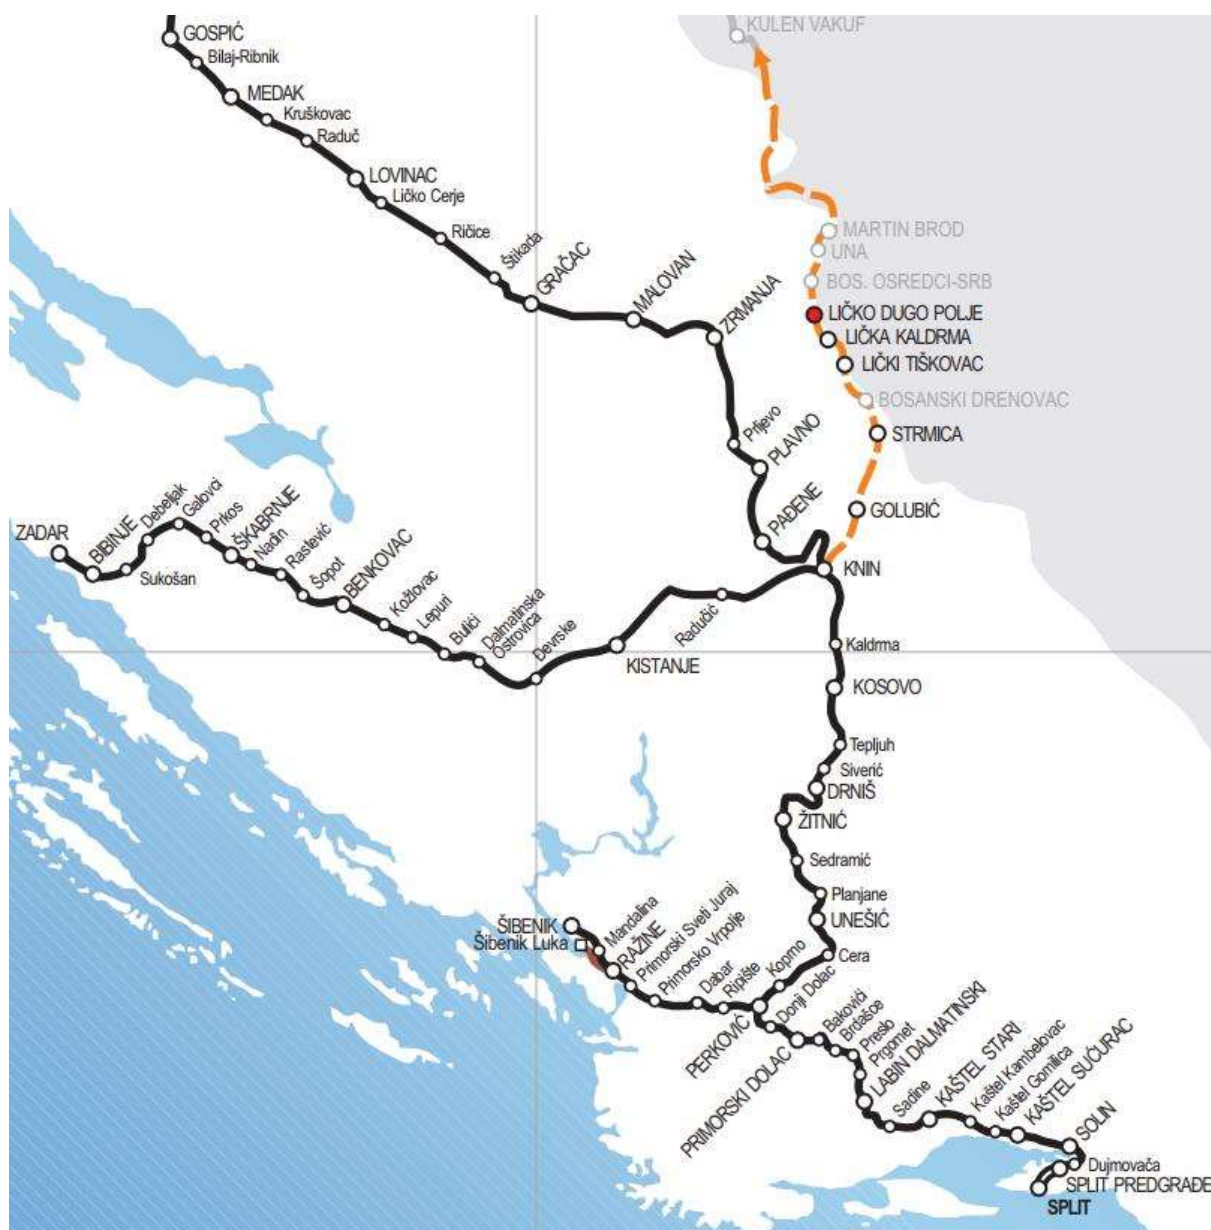 KULEN VAKUF
GOSPIĆ
Bilaj-Ribnik
MEDAK
Kruškovac
Raduč
LOVINAC
Ličko Cerje
Ričice
Štikada
GRAČAC
MALOVAN
ZRMANJA
MARTIN BROD
UNA
BOS. OSREDCI-SRB
LIČKO DUGO POLJE
LIČKA KALDRMA
LIČKI TIŠKOVAC
BOSANSKI DRENOVAC
STRMICA
GOLUBIĆ
Prljevo
PLAVNO
PAĐENE
KNIN
ZADAR
BIBINJE
Sukošan
Debeljak
Galovci
Prkos
ŠKABRNJE
Nadin
Raštević
Šopot
BENKOVAC
Kožlovac
Lepuri
Bulići
Dalmatinska
Ostrovica
Đevrske
KISTANJE
Radučić
Kaldrma
KOSOVO
Tepljuh
Siverić
DRNIŠ
ŽITNIĆ
Sedramić
Planjane
UNEŠIĆ
Cera
Koprno
ŠIBENIK
Šibenik Luka
Mandalina
RAŽINE
Primorski Sveti Juraj
Primorsko Vrpolje
Dabar
Ripište
PERKOVIĆ
Donji Dolac
PRIMORSKI DOLAC
Bakovići
Brdašce
Preslo
Prgomet
LABIN DALMATINSKI
Sadine
KAŠTEL STARI
Kaštel Kambelovac
Kaštel Gomilica
KAŠTEL SUĆURAC
SOLIN
Dujmovača
SPLIT PREDGRAĐE
SPLIT